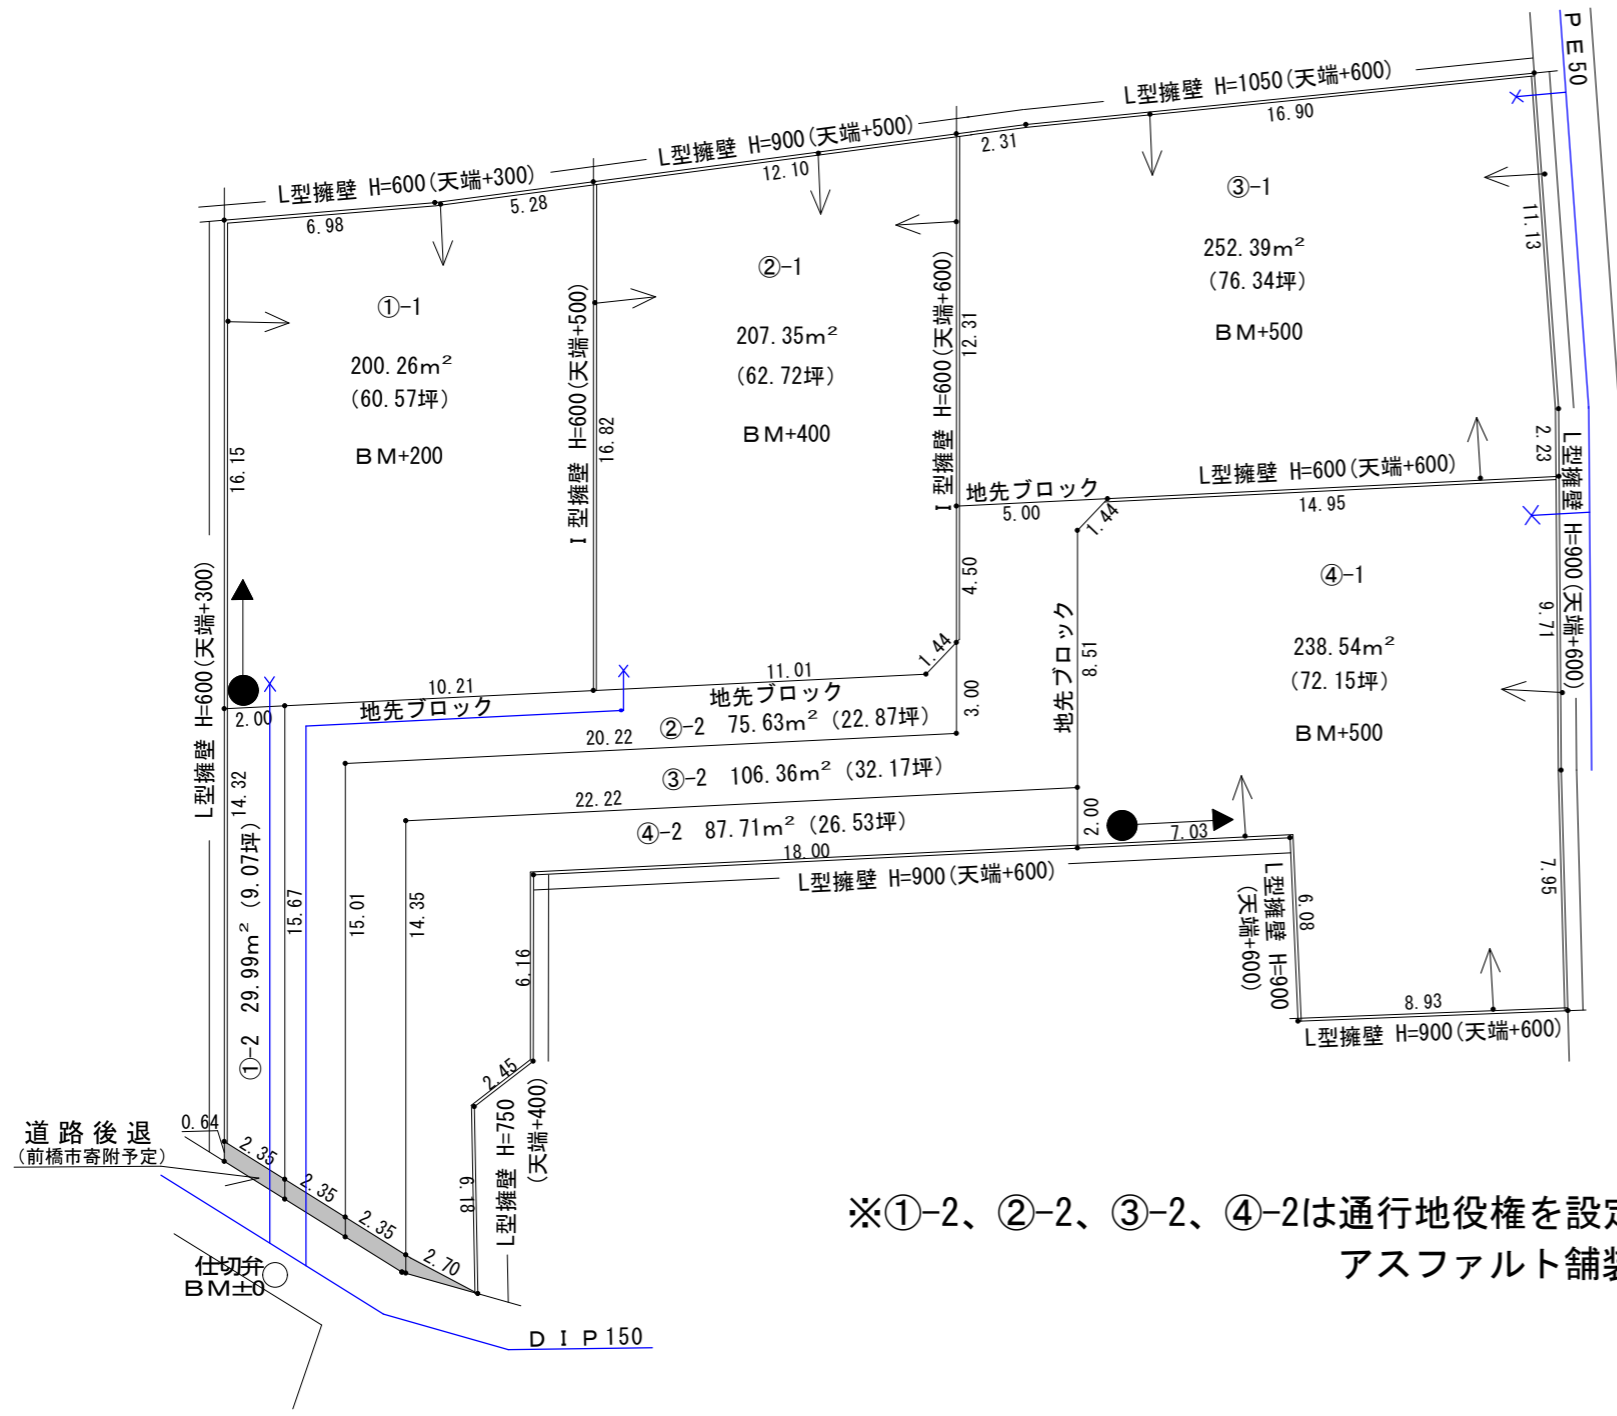 ＰＥ50
L型擁壁 H=1050(天端+600)
16.90
L型擁壁 H=900(天端+500)
12.10
2.31
L型擁壁 H=600(天端+300)
5.28
6.98
③-1
252.39m²
(76.34坪)
ＢＭ+500
11.13
②-1
207.35m²
(62.72坪)
ＢＭ+400
①-1
200.26m²
(60.57坪)
ＢＭ+200
16.15
I 型擁壁 H=600(天端+500)
16.82
I 型擁壁 H=600(天端+600)
12.31
2.23
L型擁壁 H=900(天端+600)
L型擁壁 H=600(天端+600)
14.95
地先ブロック
5.00
1.44
4.50
地先ブロック
8.51
④-1
238.54m²
(72.15坪)
ＢＭ+500
9.71
L型擁壁 H=600(天端+300)
1.44
11.01
地先ブロック
3.00
10.21
地先ブロック
2.00
②-2 75.63m² (22.87坪)
20.22
③-2 106.36m² (32.17坪)
22.22
④-2 87.71m² (26.53坪)
2.00
7.03
18.00
L型擁壁 H=900(天端+600)
14.32
①-2 29.99m² (9.07坪)
15.67
15.01
14.35
6.16
L型擁壁 H=900
(天端+600)
6.08
7.95
8.93
L型擁壁 H=900(天端+600)
2.45
L型擁壁 H=750
(天端+400)
6.18
0.64
道路後退
(前橋市寄附予定)
2.35
2.35
2.35
2.70
仕切弁
ＢＭ±0
ＤＩＰ150
※①-2、②-2、③-2、④-2は通行地役権を設定
アスファルト舗装